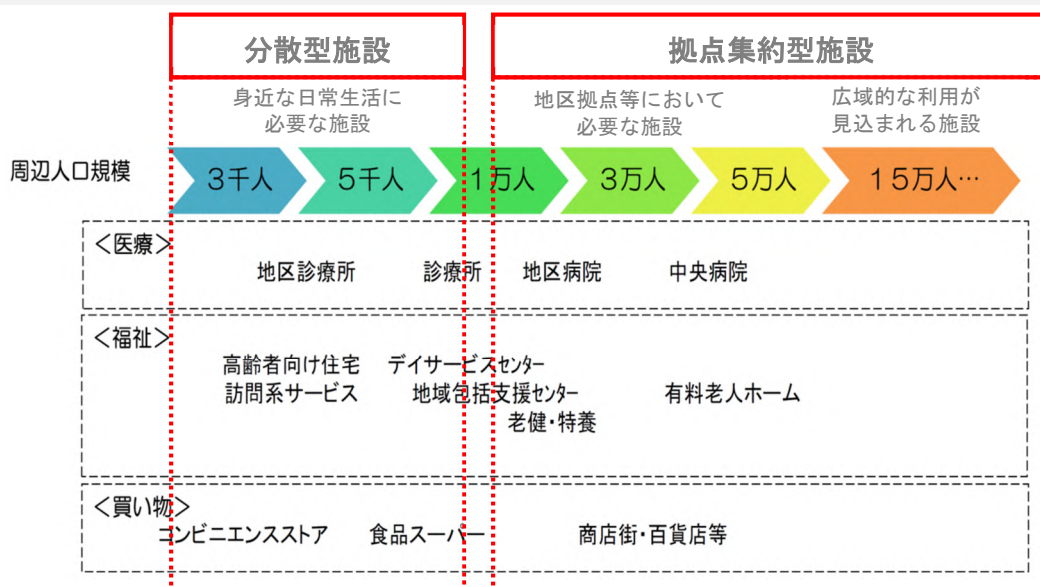 分散型施設
拠点集約型施設
身近な日常生活に
必要な施設
地区拠点等において
必要な施設
広域的な利用が
見込まれる施設
周辺人口規模
3千人
5千人
1万人
3万人
5万人
15万人…
<医療>
地区診療所
診療所
地区病院
中央病院
<福祉>
高齢者向け住宅
訪問系サービス
デイサービスセンター
地域包括支援センター
老健・特養
有料老人ホーム
<買い物>
コンビニエンスストア
食品スーパー
商店街・百貨店等